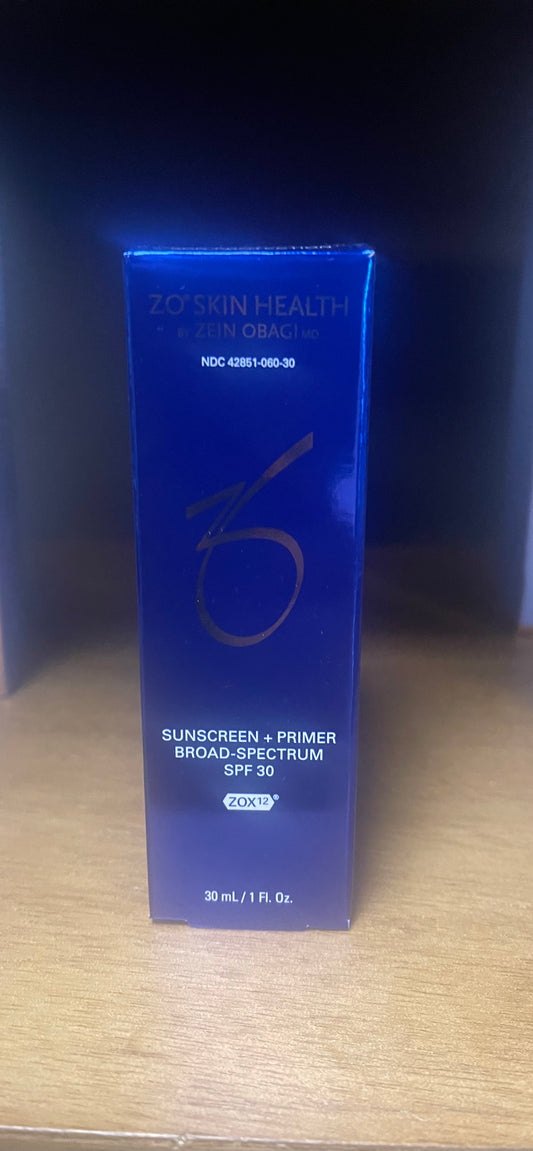 ZO® SKIN HEALTH
BY ZEIN OBAGI MD
NDC 42851-060-30
SUNSCREEN + PRIMER
BROAD-SPECTRUM
SPF 30
ZOX12®
30 mL / 1 Fl. Oz.